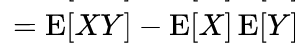 = E[XY] − E[X] E[Y]